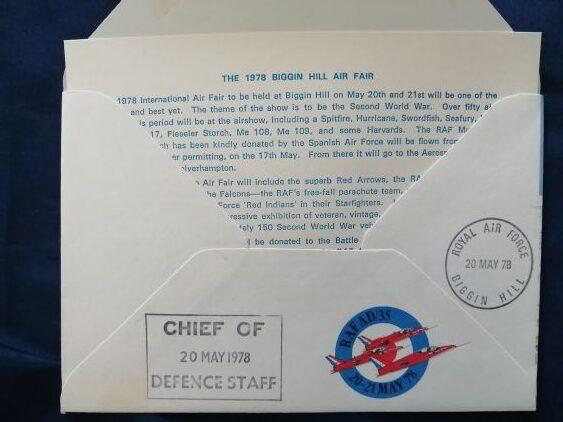 THE 1978 BIGGIN HILL AIR FAIR
1978 International Air Fair to be held at Biggin Hill on May 20th and 21st will be one of the
and best yet. The theme of the show is to be the Second World War. Over fifty
is period will be at the airshow, including a Spitfire, Hurricane, Swordfish, Seafury,
17, Fieseler Storch, Me 108, Me 109, and some Harvards. The RAF
has been kindly donated by the Spanish Air Force will be flown from
permitting, on the 17th May. From there it will go to the
Air Fair will include the superb Red Arrows, the
the Falcons—the RAF's free-fall parachute team,
Force 'Red Indians' in their Starfighters.
exhibition of veteran, vintage,
150 Second World War
be donated to the Battle
ROYAL AIR FORCE
20 MAY 78
BIGGIN HILL
CHIEF OF
20 MAY 1978
DEFENCE STAFF
RAFAD/35
20-21 MAY 78